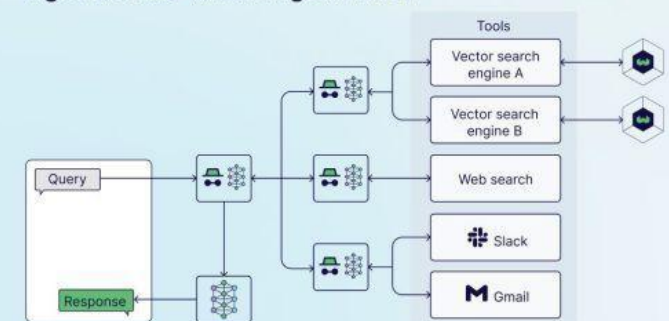 Tools
Vector search
engine A
Vector search
engine B
Query
Web search
Slack
Gmail
Response